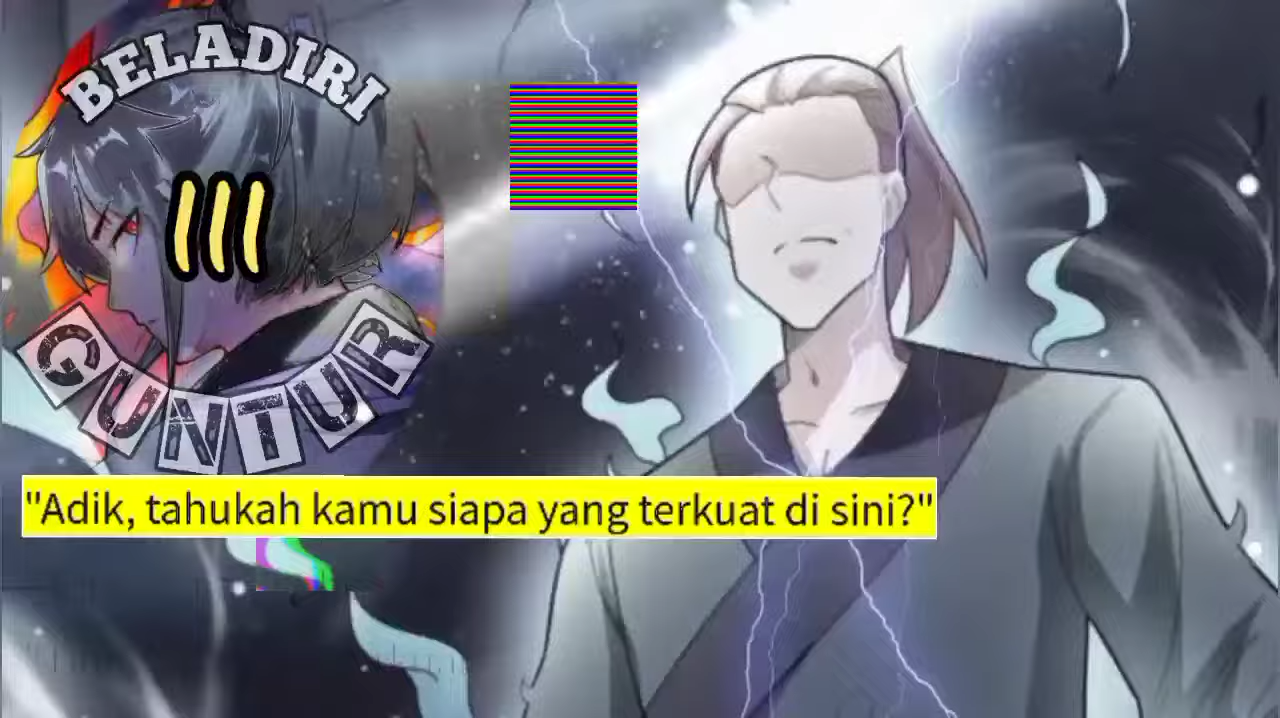 BELADIRI
III
GUNTUR
"Adik, tahukah kamu siapa yang terkuat di sini?"